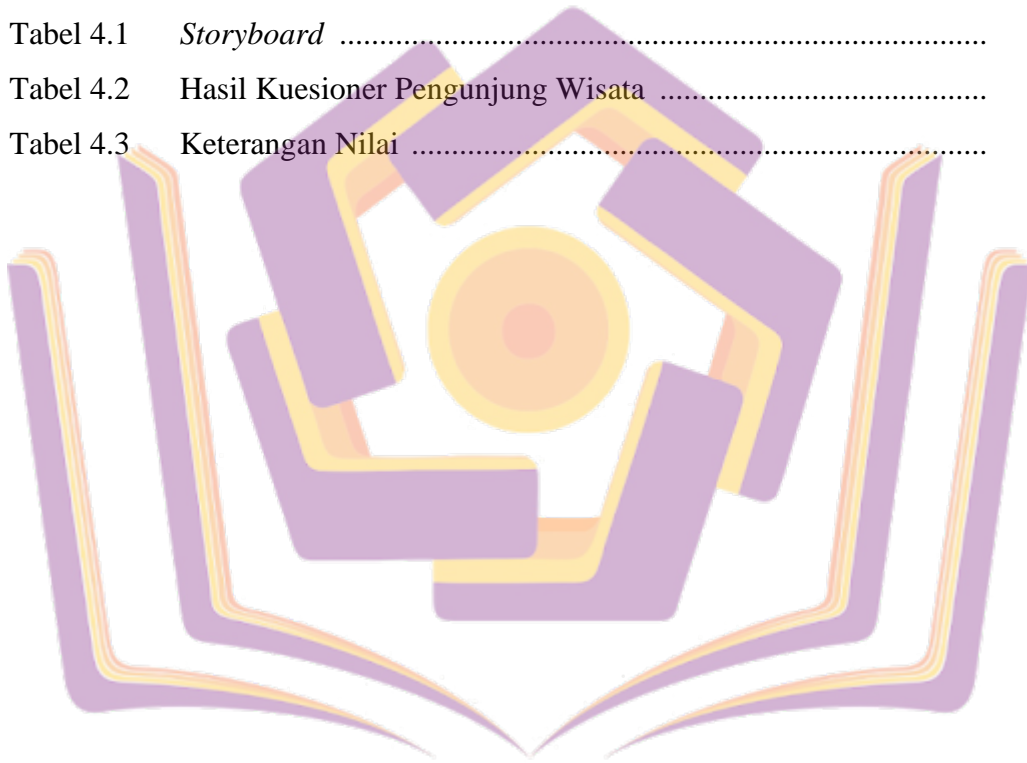 Tabel 4.1 Storyboard ................................................................................
Tabel 4.2 Hasil Kuesioner Pengunjung Wisata .........................................
Tabel 4.3 Keterangan Nilai .......................................................................